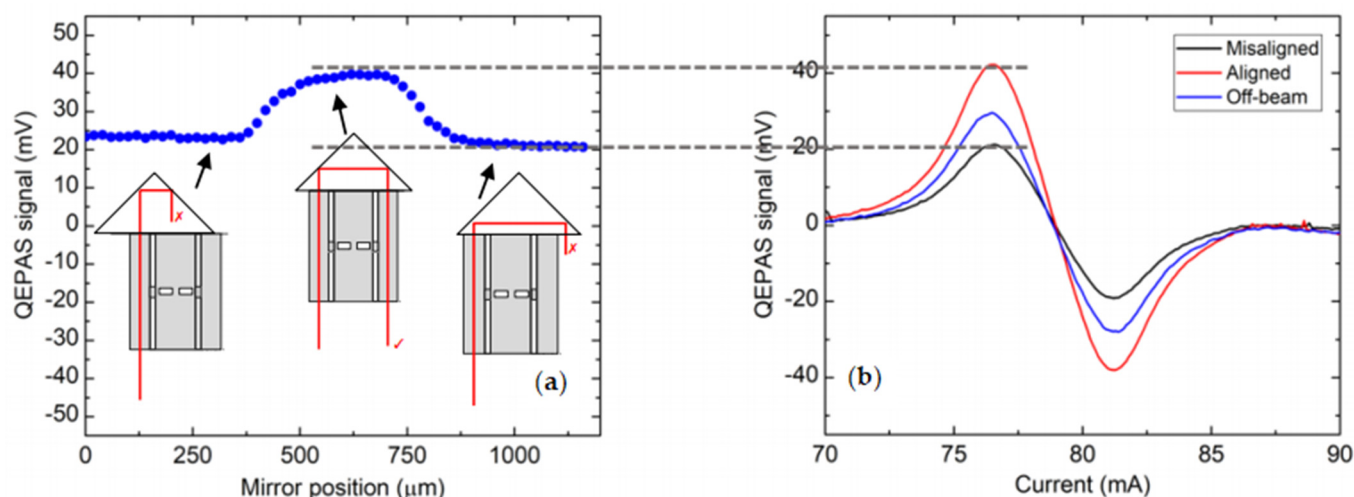 QEPAS signal (mV)
50
40
30
20
10
0
-10
-20
-30
-40
-50
0
250
500
750
1000
Mirror position (μm)
x
✓
x
(a)
QEPAS signal (mV)
40
20
0
-20
-40
70
75
80
85
90
Current (mA)
Misaligned
Aligned
Off-beam
(b)